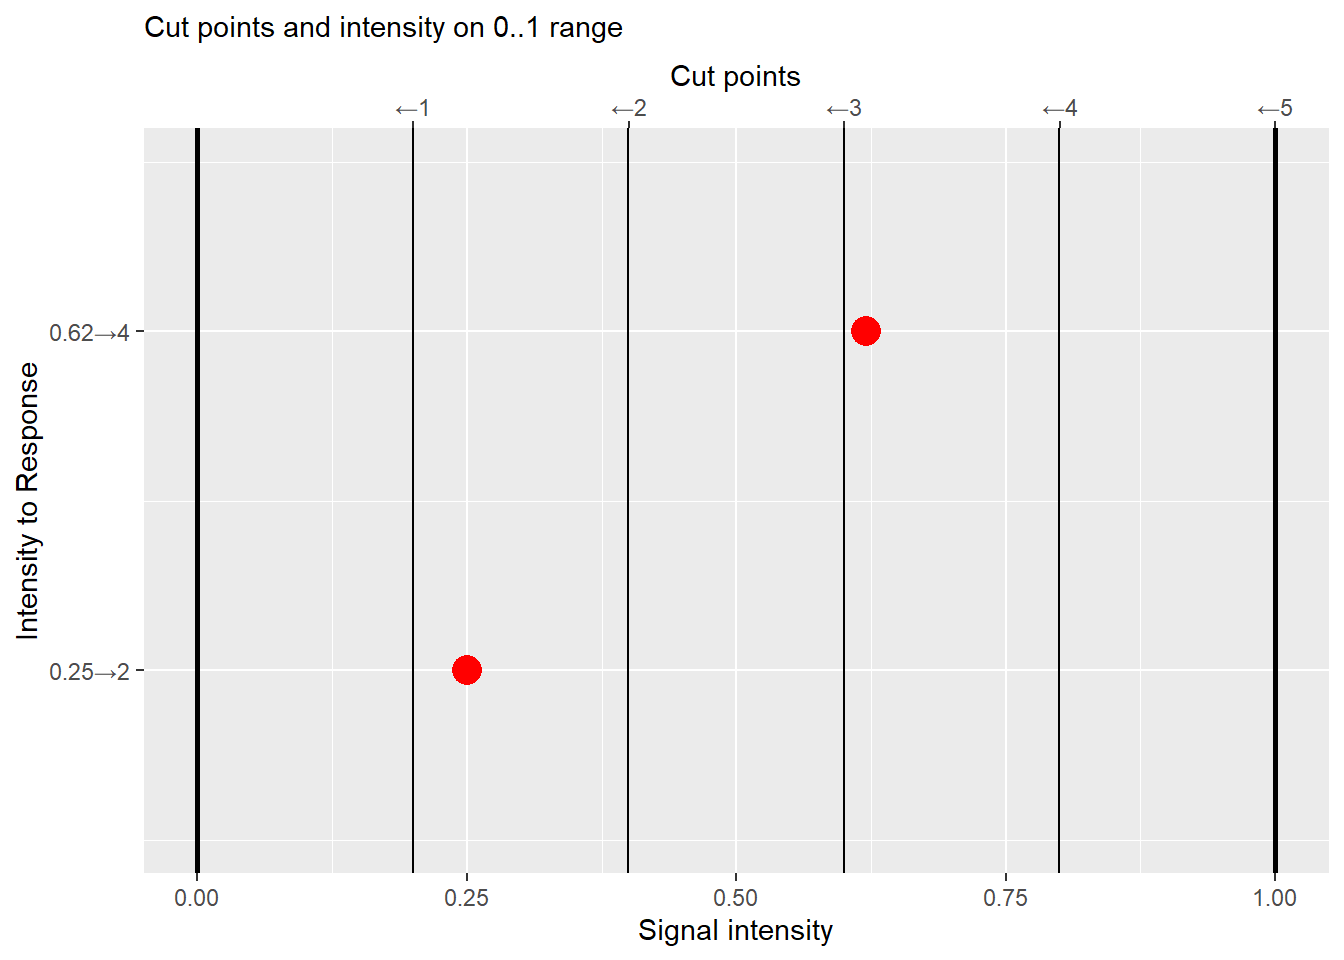 Cut points and intensity on 0..1 range
Cut points
←1 ←2 ←3 ←4 ←5
0.62→4
Intensity to Response
0.25→2
0.00 0.25 0.50 0.75 1.00
Signal intensity